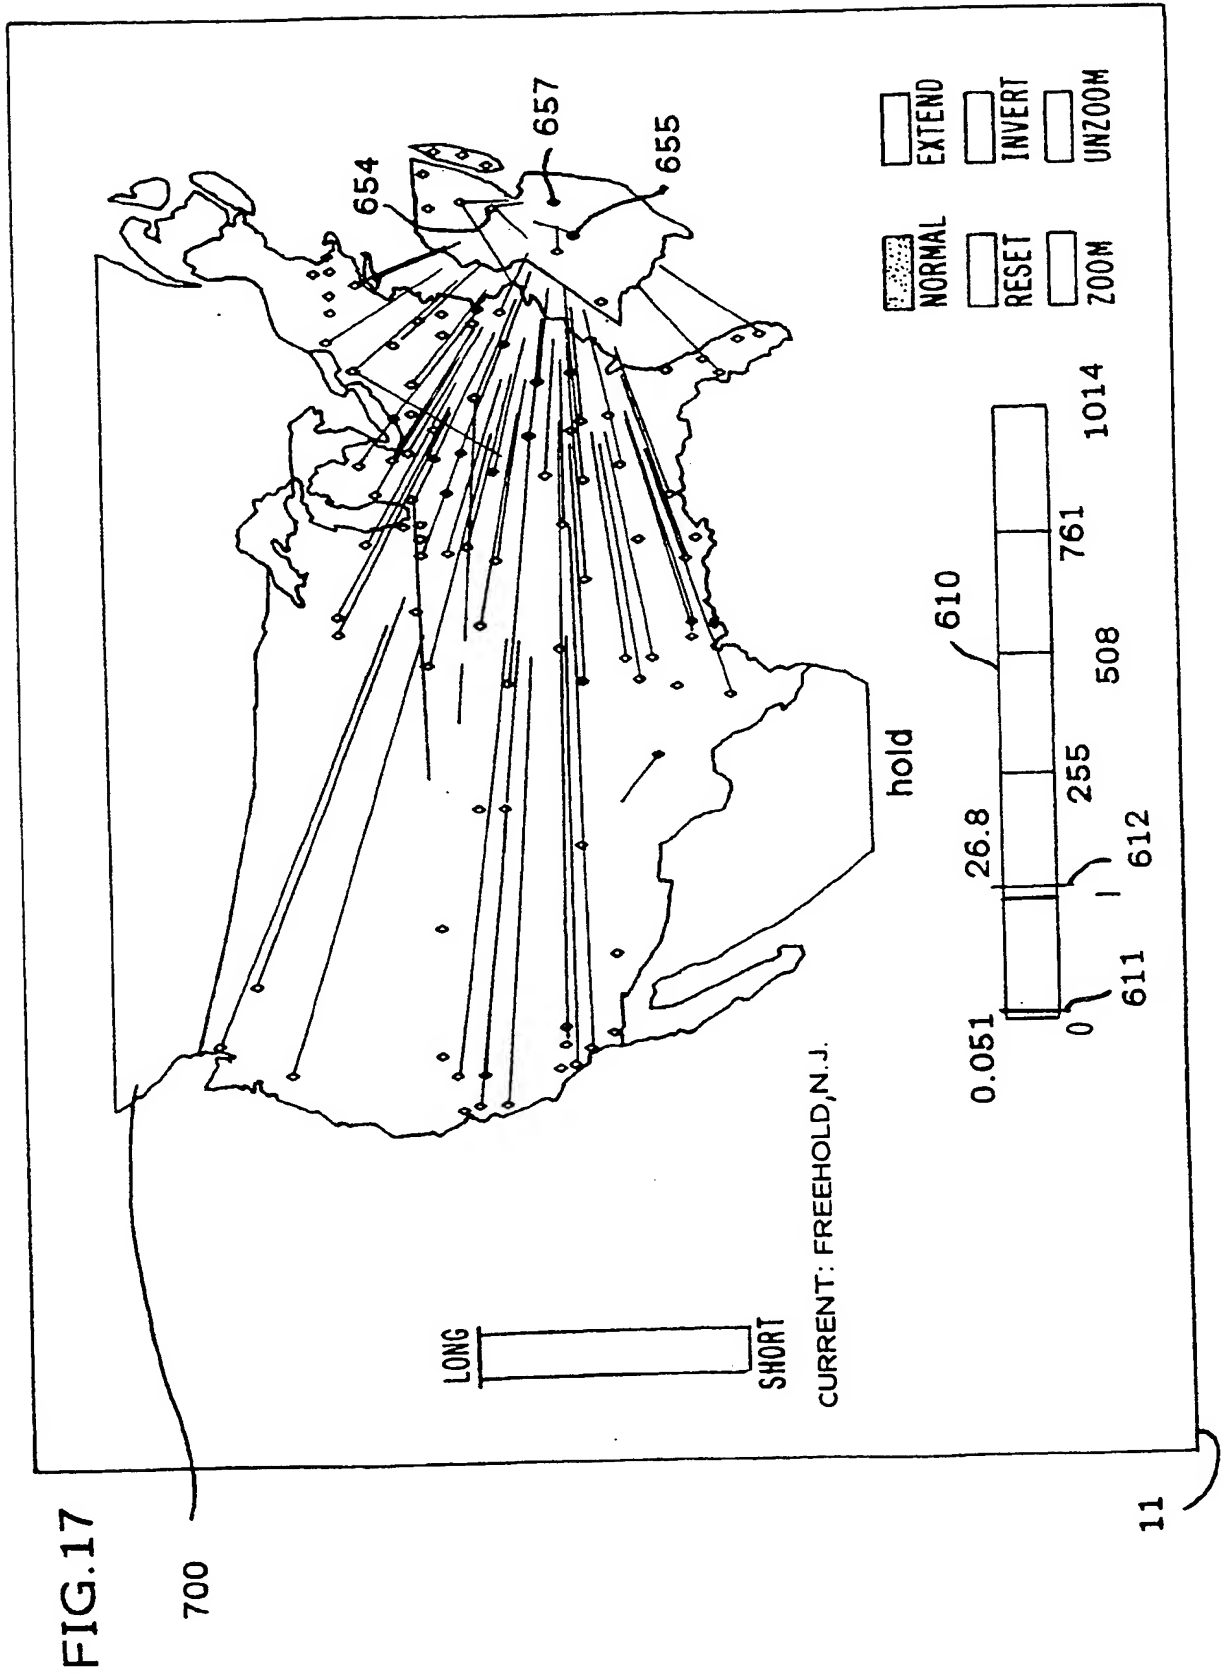 FIG.17
700
11
654
657
655
LONG
SHORT
CURRENT: FREEHOLD,N.J.
hold
610
0.051
26.8
0
611
1
612
255
508
761
1014
NORMAL
EXTEND
RESET
INVERT
ZOOM
UNZOOM